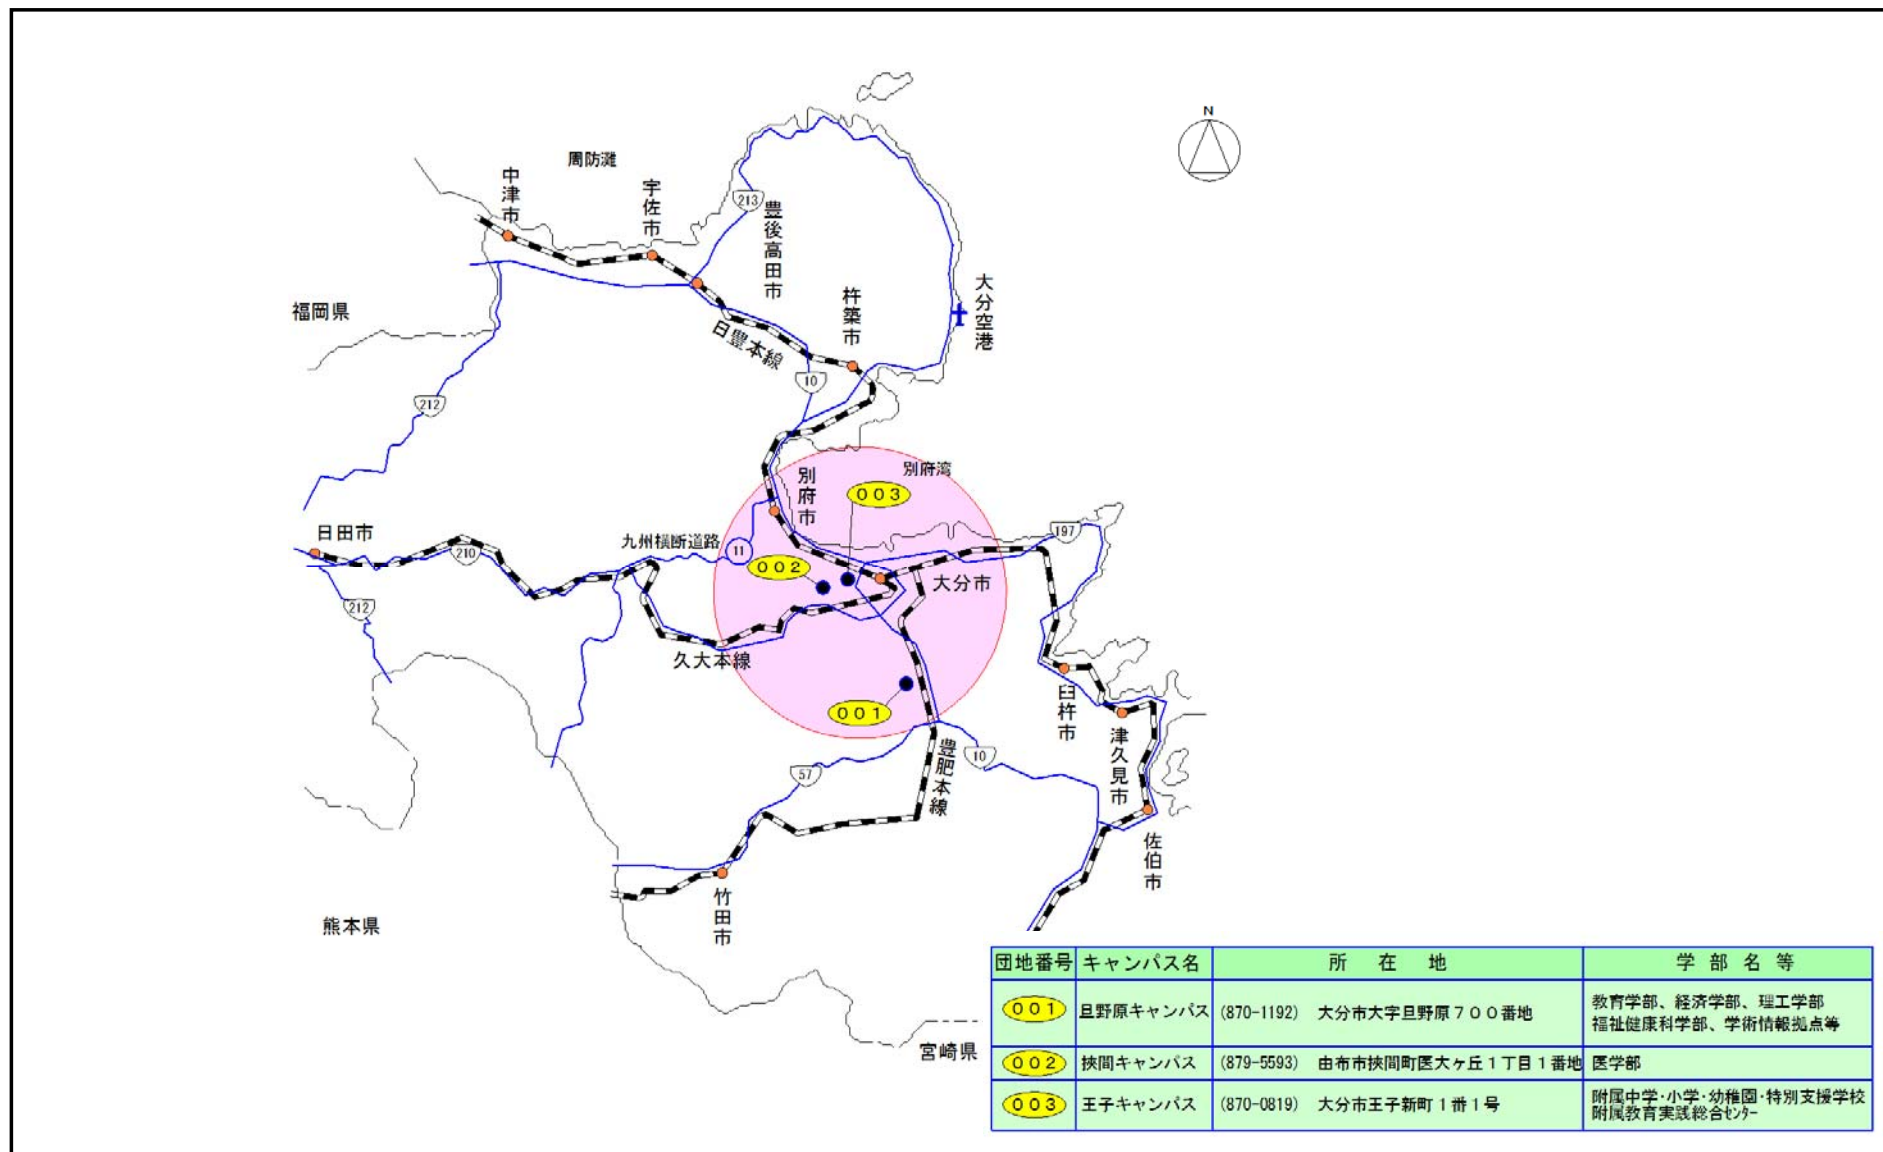 N
周防灘
中津市
宇佐市
213
豊後高田市
大分空港
福岡県
杵築市
日豊本線
10
212
別府湾
別府市
003
日田市
197
九州横断道路
11
210
002
大分市
212
久大本線
臼杵市
001
津久見市
豊肥本線
10
57
佐伯市
竹田市
熊本県
宮崎県
団地番号 キャンパス名 所在地 学部名等
001 旦野原キャンパス (870-1192) 大分市大字旦野原700番地 教育学部、経済学部、理工学部
福祉健康科学部、学術情報拠点等
002 挾間キャンパス (879-5593) 由布市挾間町医大ヶ丘1丁目1番地 医学部
003 王子キャンパス (870-0819) 大分市王子新町1番1号 附属中学・小学・幼稚園・特別支援学校
附属教育実践総合ｾﾝﾀｰ